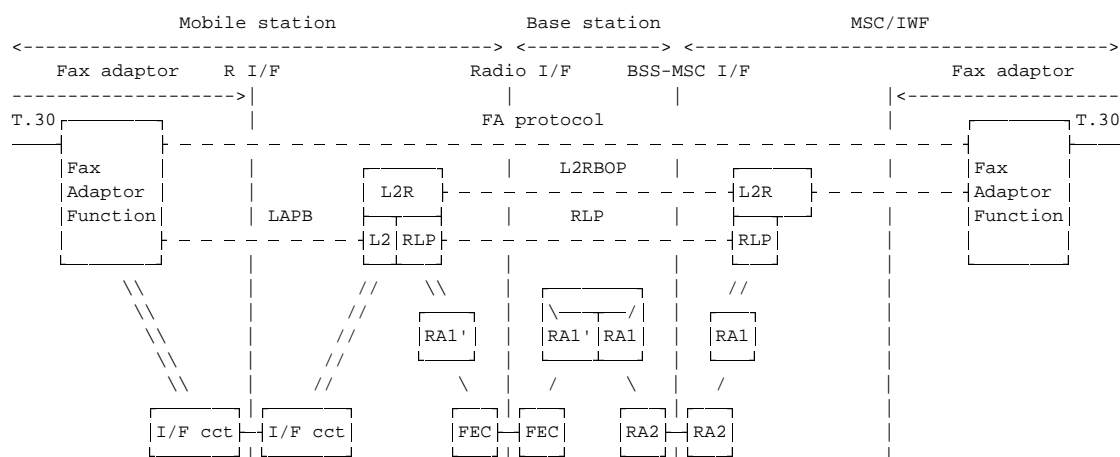 Mobile station Base station MSC/IWF
Fax adaptor R I/F Radio I/F BSS-MSC I/F Fax adaptor
T.30 FA protocol T.30
Fax L2RBOP Fax
Adaptor L2R L2R Adaptor
Function LAPB RLP Function
L2 RLP RLP
RA1' RA1' RA1 RA1
I/F cct I/F cct FEC FEC RA2 RA2